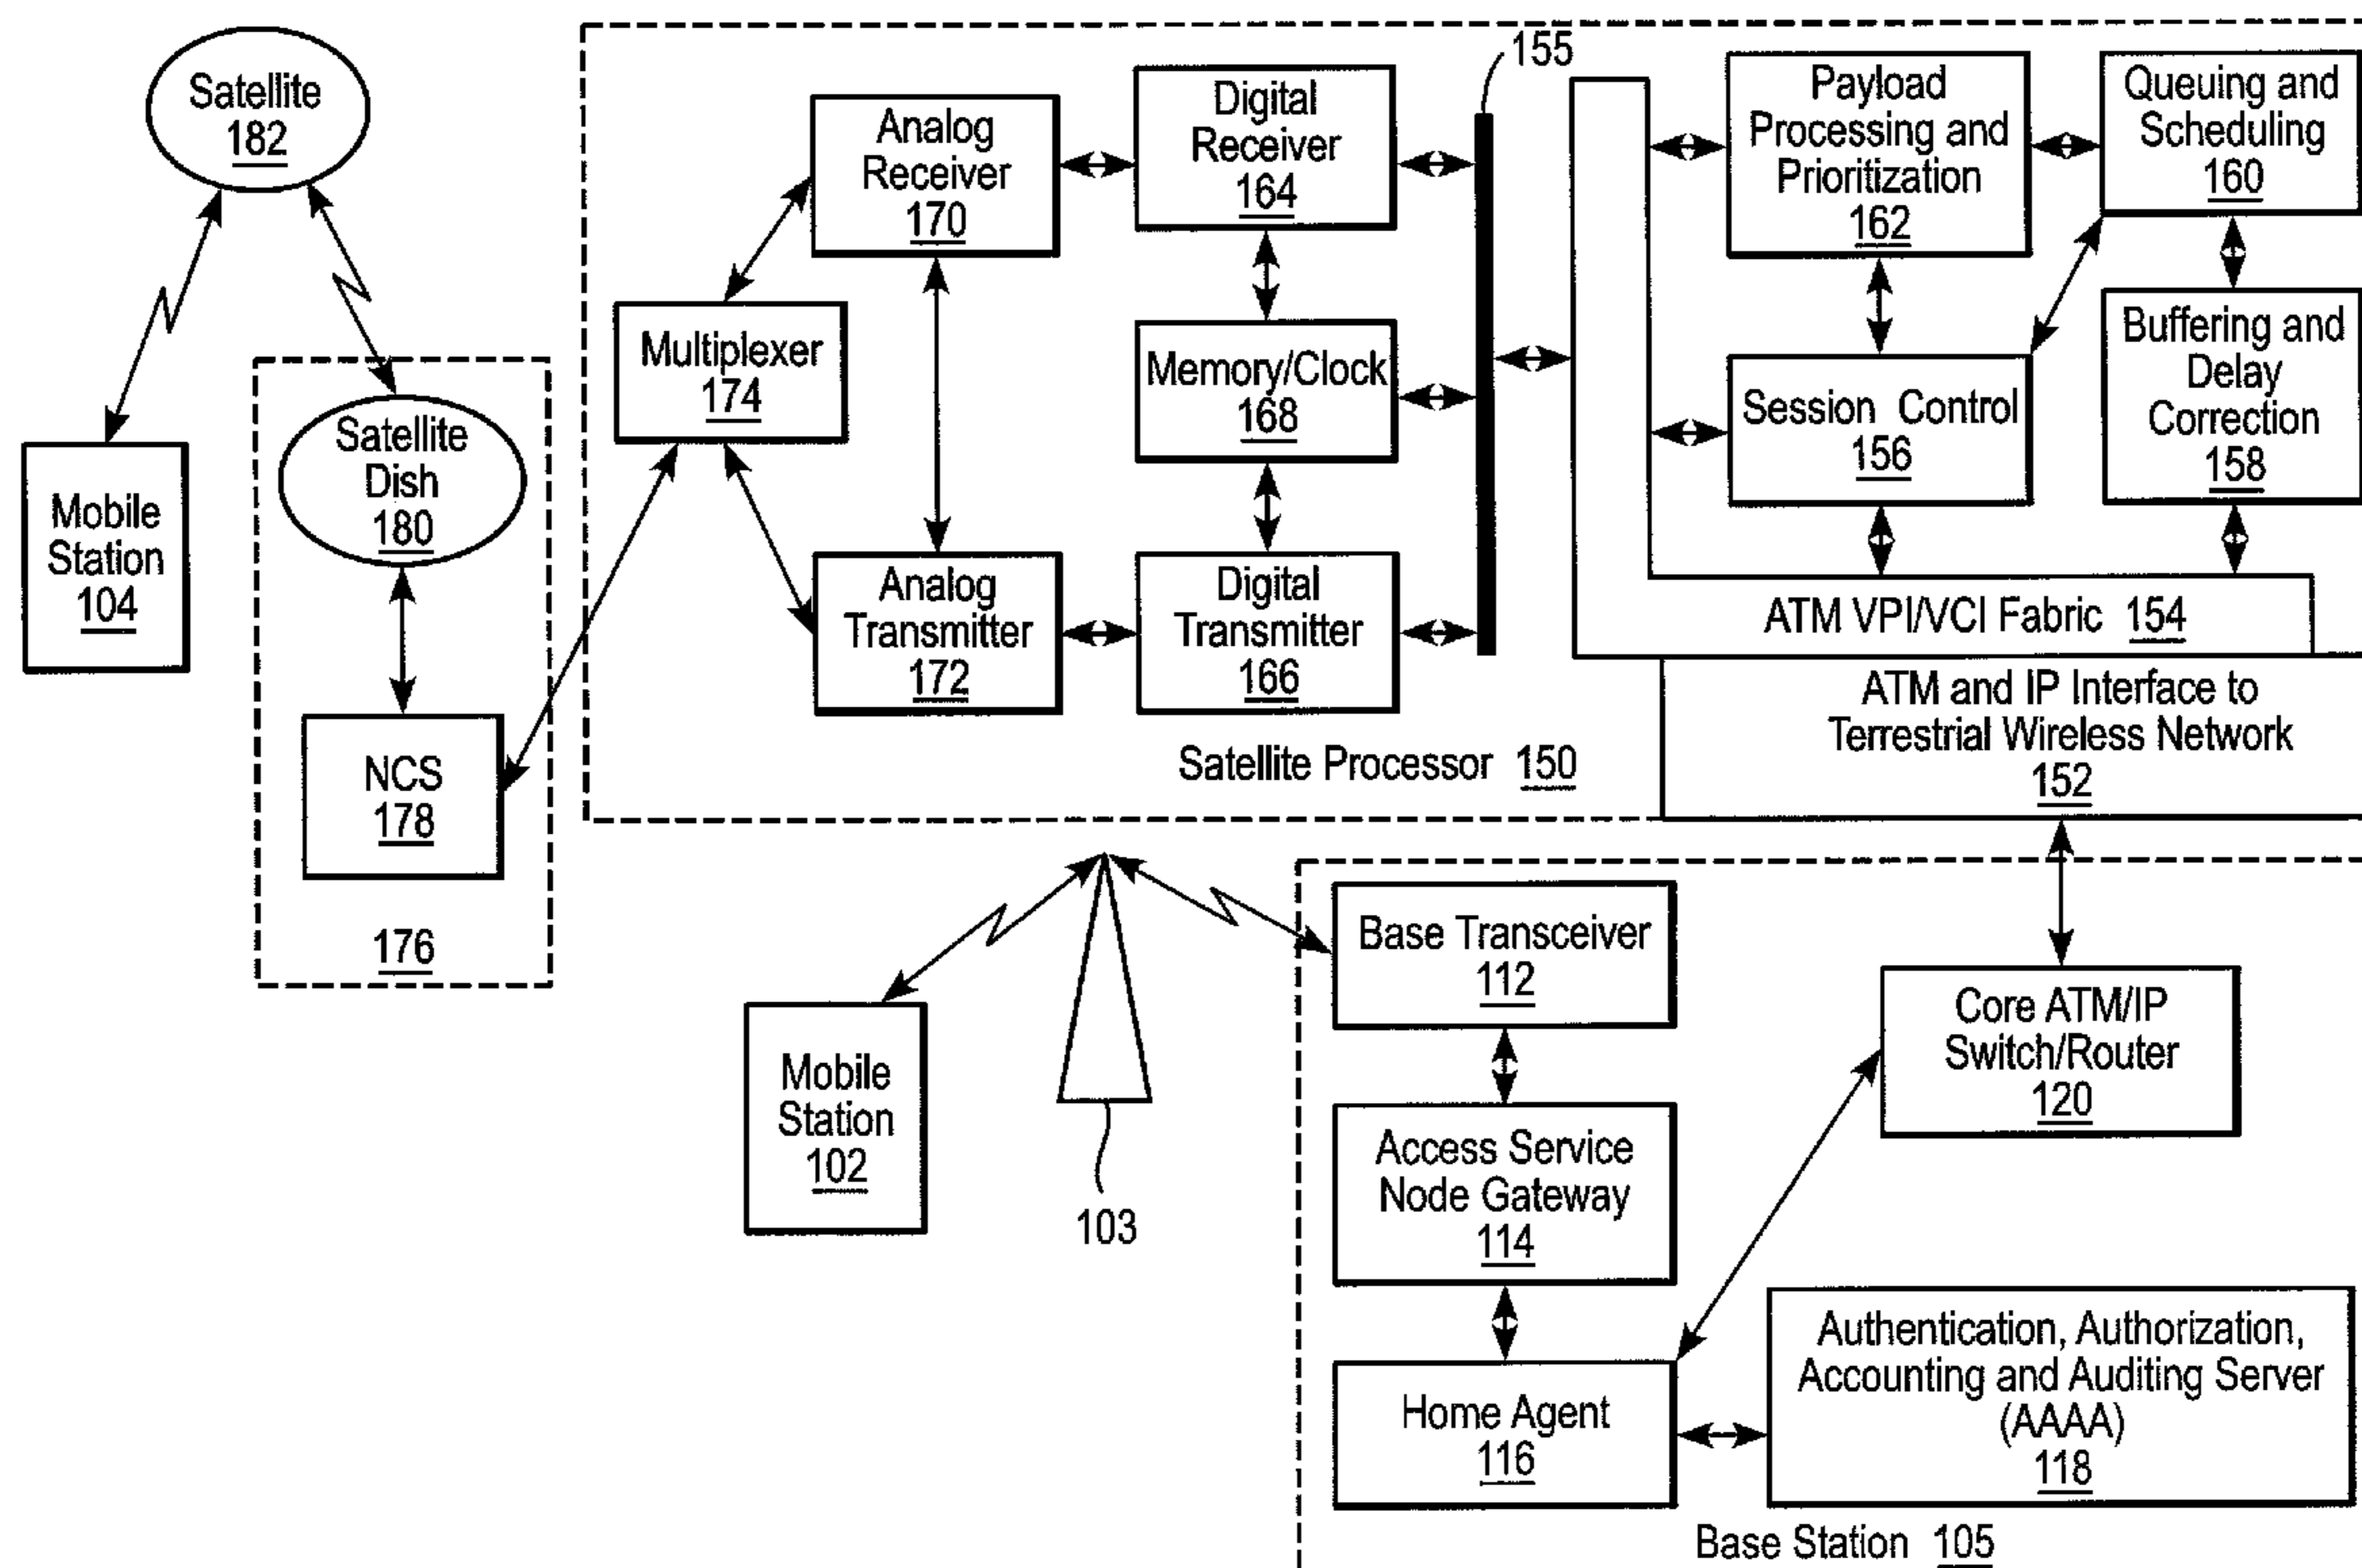 Satellite
182
Mobile
Station
104
Satellite
Dish
180
NCS
178
176
Multiplexer
174
Analog
Receiver
170
Digital
Receiver
164
155
Memory/Clock
168
Analog
Transmitter
172
Digital
Transmitter
166
Satellite Processor 150
Payload
Processing and
Prioritization
162
Queuing and
Scheduling
160
Session Control
156
Buffering and
Delay
Correction
158
ATM VPI/VCI Fabric 154
ATM and IP Interface to
Terrestrial Wireless Network
152
Mobile
Station
102
103
Base Transceiver
112
Access Service
Node Gateway
114
Home Agent
116
Core ATM/IP
Switch/Router
120
Authentication, Authorization,
Accounting and Auditing Server
(AAAA)
118
Base Station 105